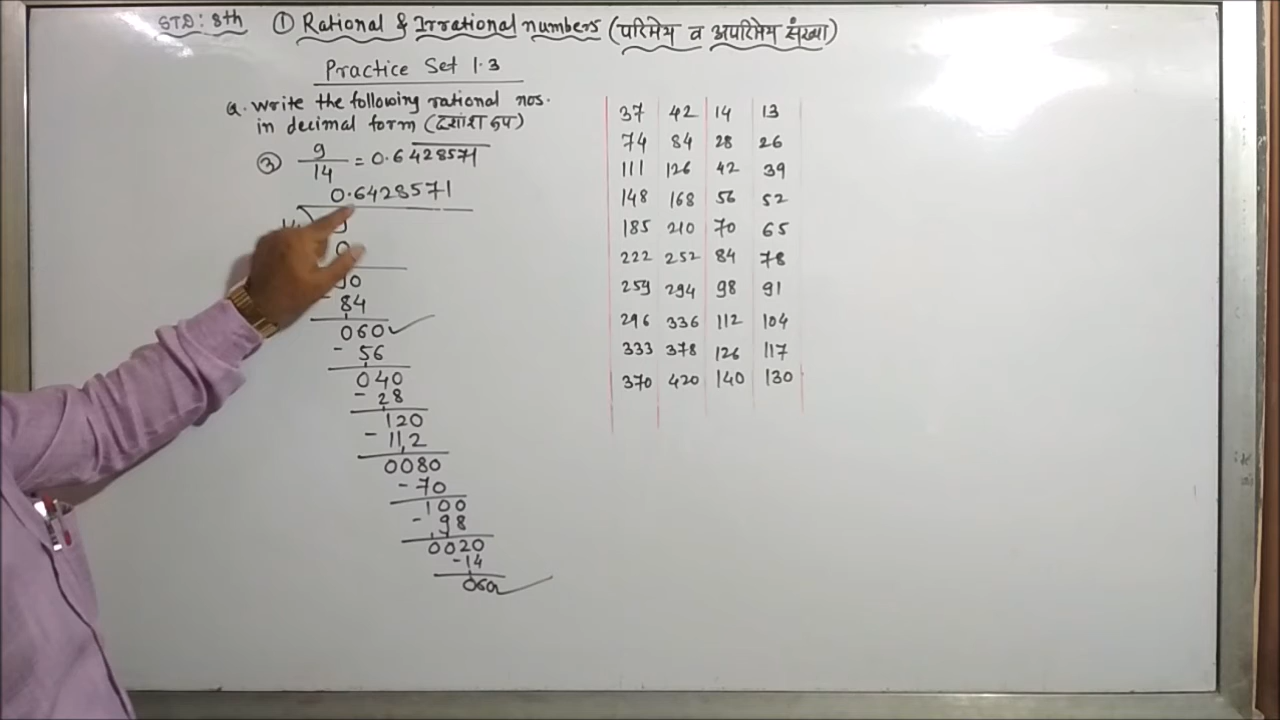 STD: 8th ① Rational & Irrational numbers (परिमेय व अपरिमेय संख्या)
Practice Set 1.3
Q. Write the following rational nos.
in decimal form (दशांश रुप)
③ 9/14 = 0.6428571
0.6428571
0
90
- 84
060
- 56
040
- 28
120
- 112
0080
- 70
100
- 98
0020
- 14
060
37 42 14 13
74 84 28 26
111 126 42 39
148 168 56 52
185 210 70 65
222 252 84 78
259 294 98 91
296 336 112 104
333 378 126 117
370 420 140 130